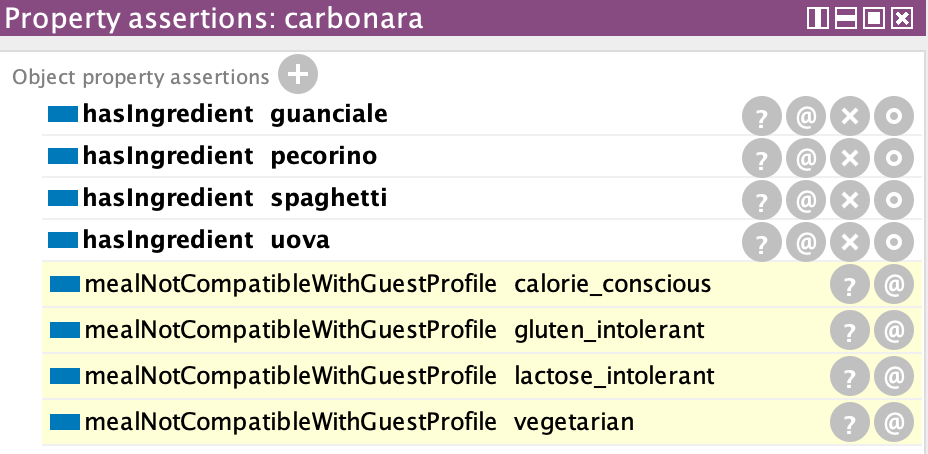 Property assertions: carbonara
Object property assertions
hasIngredient guanciale
hasIngredient pecorino
hasIngredient spaghetti
hasIngredient uova
mealNotCompatibleWithGuestProfile calorie_conscious
mealNotCompatibleWithGuestProfile gluten_intolerant
mealNotCompatibleWithGuestProfile lactose_intolerant
mealNotCompatibleWithGuestProfile vegetarian